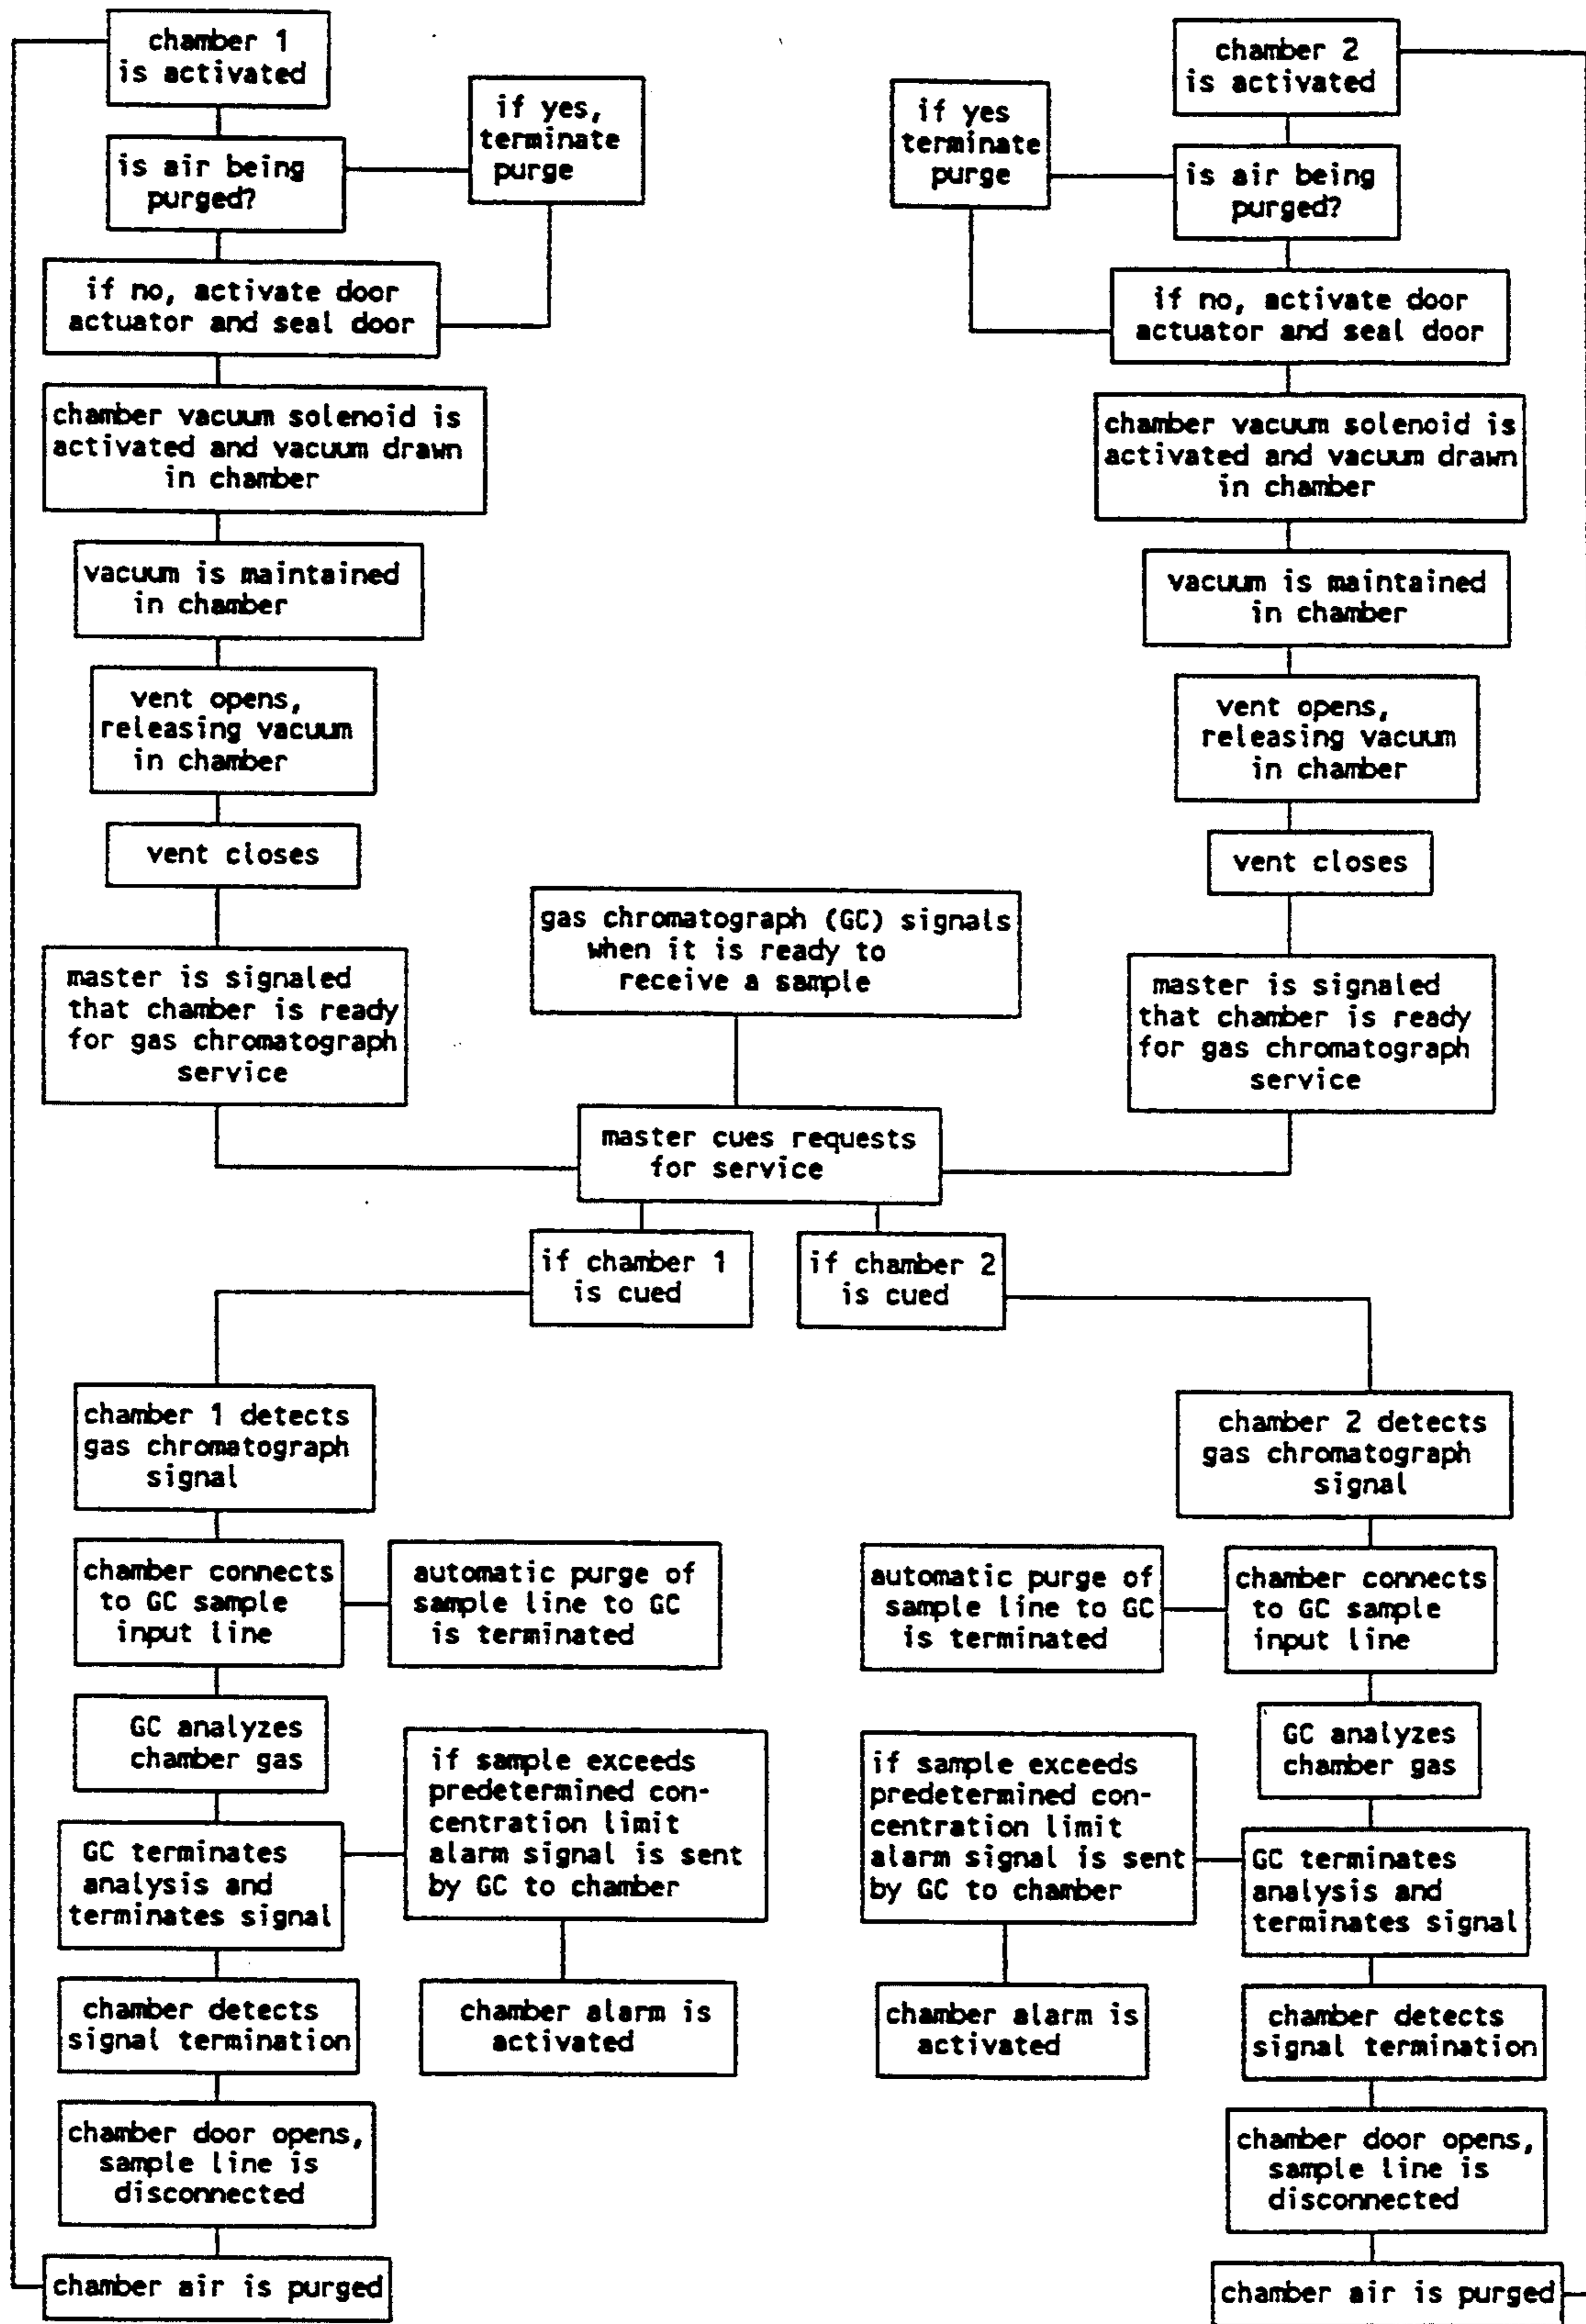 chamber 1
is activated
if yes,
terminate
purge
is air being
purged?
if no, activate door
actuator and seal door
chamber vacuum solenoid is
activated and vacuum drawn
in chamber
vacuum is maintained
in chamber
vent opens,
releasing vacuum
in chamber
vent closes
master is signaled
that chamber is ready
for gas chromatograph
service
chamber 2
is activated
if yes
terminate
purge
is air being
purged?
if no, activate door
actuator and seal door
chamber vacuum solenoid is
activated and vacuum drawn
in chamber
vacuum is maintained
in chamber
vent opens,
releasing vacuum
in chamber
vent closes
master is signaled
that chamber is ready
for gas chromatograph
service
gas chromatograph (GC) signals
when it is ready to
receive a sample
master cues requests
for service
if chamber 1
is cued
if chamber 2
is cued
chamber 1 detects
gas chromatograph
signal
chamber connects
to GC sample
input line
automatic purge of
sample line to GC
is terminated
GC analyzes
chamber gas
if sample exceeds
predetermined con-
centration limit
alarm signal is sent
by GC to chamber
GC terminates
analysis and
terminates signal
chamber alarm is
activated
chamber detects
signal termination
chamber door opens,
sample line is
disconnected
chamber air is purged
chamber 2 detects
gas chromatograph
signal
automatic purge of
sample line to GC
is terminated
chamber connects
to GC sample
input line
GC analyzes
chamber gas
if sample exceeds
predetermined con-
centration limit
alarm signal is sent
by GC to chamber
GC terminates
analysis and
terminates signal
chamber alarm is
activated
chamber detects
signal termination
chamber door opens,
sample line is
disconnected
chamber air is purged